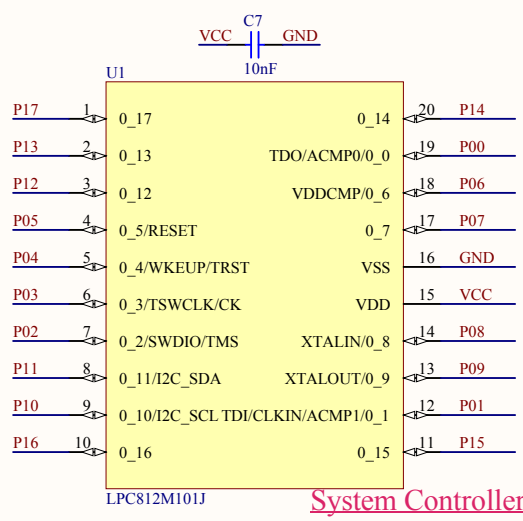 C7
VCC GND
10nF
U1
P17 1 0_17 0_14 20 P14
P13 2 0_13 TDO/ACMP0/0_0 19 P00
P12 3 0_12 VDDCMP/0_6 18 P06
P05 4 0_5/RESET 0_7 17 P07
P04 5 0_4/WKEUP/TRST VSS 16 GND
P03 6 0_3/TSWCLK/CK VDD 15 VCC
P02 7 0_2/SWDIO/TMS XTALIN/0_8 14 P08
P11 8 0_11/I2C_SDA XTALOUT/0_9 13 P09
P10 9 0_10/I2C_SCL TDI/CLKIN/ACMP1/0_1 12 P01
P16 10 0_16 0_15 11 P15
LPC812M101J
System Controller